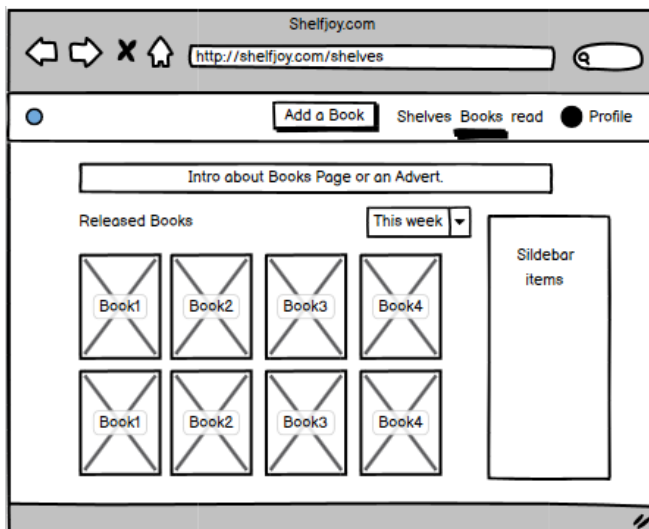 Shelfjoy.com
http://shelfjoy.com/shelves
Add a Book Shelves Books read Profile
Intro about Books Page or an Advert.
Released Books This week
Sildebar
items
Book1 Book2 Book3 Book4
Book1 Book2 Book3 Book4